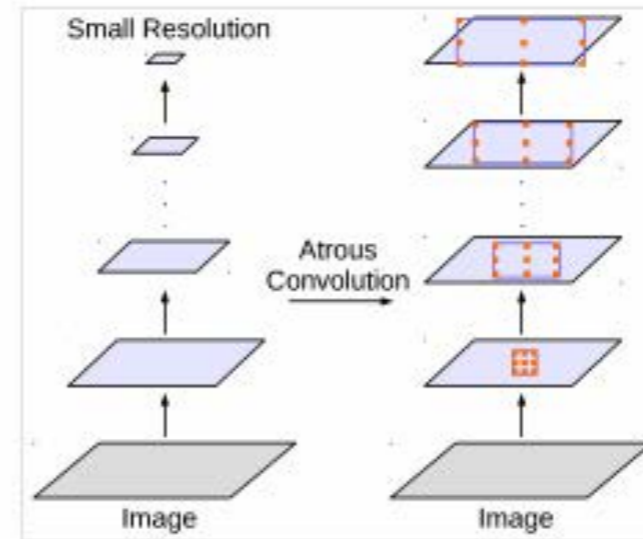 Small Resolution
Atrous
Convolution
Image
Image